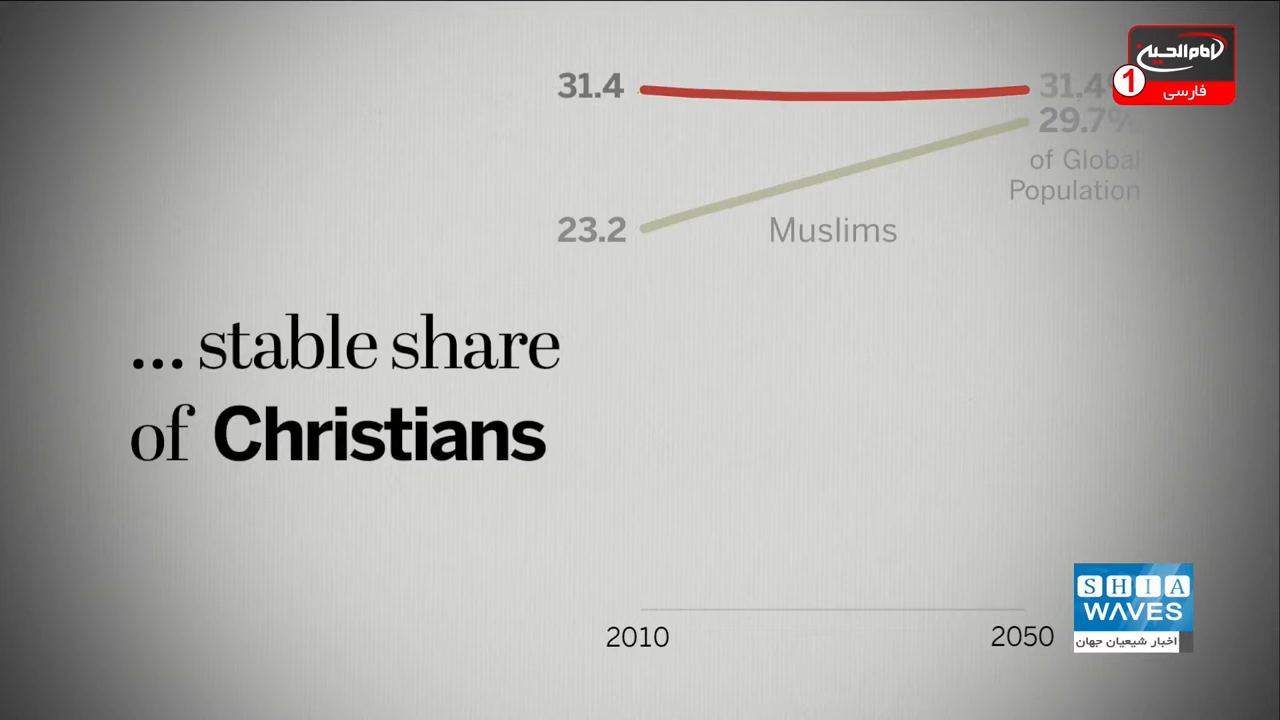 امام الحسین
1
فارسی
31.4
31.4
29.7%
of Global
Population
23.2
Muslims
... stable share
of Christians
2010
2050
SHIA
WAVES
اخبار شیعیان جهان